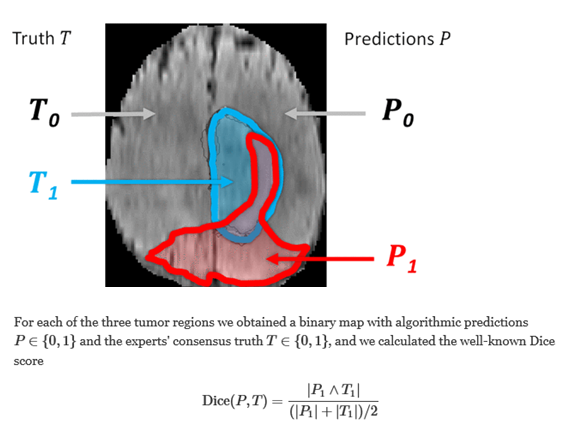 Truth T
Predictions P
T₀
P₀
T₁
P₁
For each of the three tumor regions we obtained a binary map with algorithmic predictions
P ∈ {0, 1} and the experts' consensus truth T ∈ {0, 1}, and we calculated the well-known Dice
score
Dice(P, T) = |P₁ ∧ T₁| / (|P₁| + |T₁|)/2